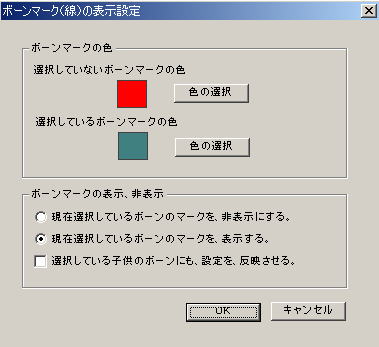 ボーンマーク(線)の表示設定
ボーンマークの色
選択していないボーンマークの色
色の選択
選択しているボーンマークの色
色の選択
ボーンマークの表示、非表示
現在選択しているボーンのマークを、非表示にする。
現在選択しているボーンのマークを、表示する。
選択している子供のボーンにも、設定を、反映させる。
OK
キャンセル